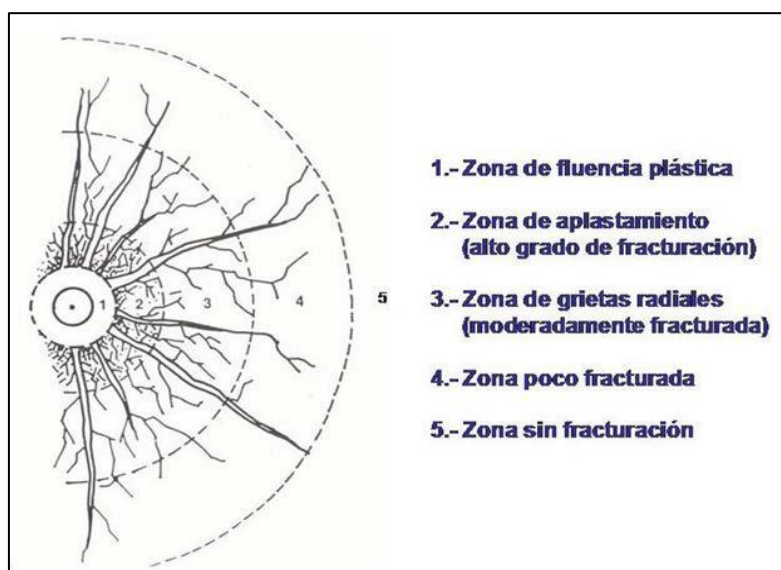 1
2
3
4
5
1.- Zona de fluencia plástica
2.- Zona de aplastamiento
(alto grado de fracturación)
3.- Zona de grietas radiales
(moderadamente fracturada)
4.- Zona poco fracturada
5.- Zona sin fracturación